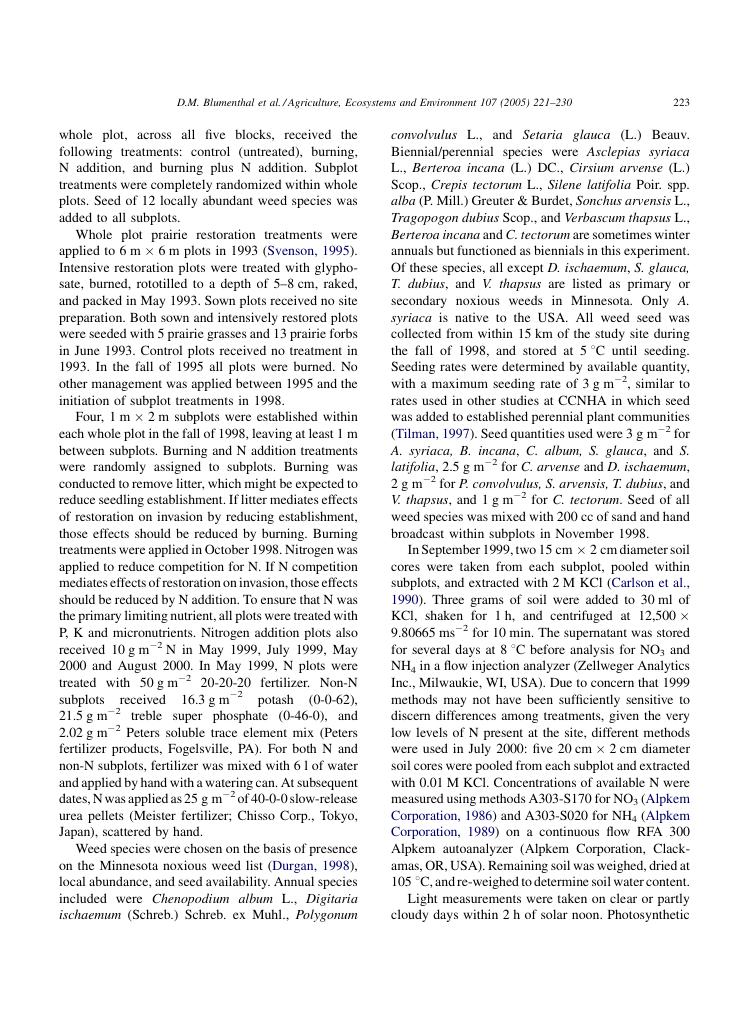 D.M. Blumenthal et al. / Agriculture, Ecosystems and Environment 107 (2005) 221–230
223
whole plot, across all five blocks, received the
following treatments: control (untreated), burning,
N addition, and burning plus N addition. Subplot
treatments were completely randomized within whole
plots. Seed of 12 locally abundant weed species was
added to all subplots.
Whole plot prairie restoration treatments were
applied to 6 m × 6 m plots in 1993 (Svenson, 1995).
Intensive restoration plots were treated with glypho-
sate, burned, rototilled to a depth of 5–8 cm, raked,
and packed in May 1993. Sown plots received no site
preparation. Both sown and intensively restored plots
were seeded with 5 prairie grasses and 13 prairie forbs
in June 1993. Control plots received no treatment in
1993. In the fall of 1995 all plots were burned. No
other management was applied between 1995 and the
initiation of subplot treatments in 1998.
Four, 1 m × 2 m subplots were established within
each whole plot in the fall of 1998, leaving at least 1 m
between subplots. Burning and N addition treatments
were randomly assigned to subplots. Burning was
conducted to remove litter, which might be expected to
reduce seedling establishment. If litter mediates effects
of restoration on invasion by reducing establishment,
those effects should be reduced by burning. Burning
treatments were applied in October 1998. Nitrogen was
applied to reduce competition for N. If N competition
mediates effects of restoration on invasion, those effects
should be reduced by N addition. To ensure that N was
the primary limiting nutrient, all plots were treated with
P, K and micronutrients. Nitrogen addition plots also
received 10 g m⁻² N in May 1999, July 1999, May
2000 and August 2000. In May 1999, N plots were
treated with 50 g m⁻² 20-20-20 fertilizer. Non-N
subplots received 16.3 g m⁻² potash (0-0-62),
21.5 g m⁻² treble super phosphate (0-46-0), and
2.02 g m⁻² Peters soluble trace element mix (Peters
fertilizer products, Fogelsville, PA). For both N and
non-N subplots, fertilizer was mixed with 6 l of water
and applied by hand with a watering can. At subsequent
dates, N was applied as 25 g m⁻² of 40-0-0 slow-release
urea pellets (Meister fertilizer; Chisso Corp., Tokyo,
Japan), scattered by hand.
Weed species were chosen on the basis of presence
on the Minnesota noxious weed list (Durgan, 1998),
local abundance, and seed availability. Annual species
included were Chenopodium album L., Digitaria
ischaemum (Schreb.) Schreb. ex Muhl., Polygonum
convolvulus L., and Setaria glauca (L.) Beauv.
Biennial/perennial species were Asclepias syriaca
L., Berteroa incana (L.) DC., Cirsium arvense (L.)
Scop., Crepis tectorum L., Silene latifolia Poir. spp.
alba (P. Mill.) Greuter & Burdet, Sonchus arvensis L.,
Tragopogon dubius Scop., and Verbascum thapsus L.,
Berteroa incana and C. tectorum are sometimes winter
annuals but functioned as biennials in this experiment.
Of these species, all except D. ischaemum, S. glauca,
T. dubius, and V. thapsus are listed as primary or
secondary noxious weeds in Minnesota. Only A.
syriaca is native to the USA. All weed seed was
collected from within 15 km of the study site during
the fall of 1998, and stored at 5 °C until seeding.
Seeding rates were determined by available quantity,
with a maximum seeding rate of 3 g m⁻², similar to
rates used in other studies at CCNHA in which seed
was added to established perennial plant communities
(Tilman, 1997). Seed quantities used were 3 g m⁻² for
A. syriaca, B. incana, C. album, S. glauca, and S.
latifolia, 2.5 g m⁻² for C. arvense and D. ischaemum,
2 g m⁻² for P. convolvulus, S. arvensis, T. dubius, and
V. thapsus, and 1 g m⁻² for C. tectorum. Seed of all
weed species was mixed with 200 cc of sand and hand
broadcast within subplots in November 1998.
In September 1999, two 15 cm × 2 cm diameter soil
cores were taken from each subplot, pooled within
subplots, and extracted with 2 M KCl (Carlson et al.,
1990). Three grams of soil were added to 30 ml of
KCl, shaken for 1 h, and centrifuged at 12,500 ×
9.80665 ms⁻² for 10 min. The supernatant was stored
for several days at 8 °C before analysis for NO₃ and
NH₄ in a flow injection analyzer (Zellweger Analytics
Inc., Milwaukie, WI, USA). Due to concern that 1999
methods may not have been sufficiently sensitive to
discern differences among treatments, given the very
low levels of N present at the site, different methods
were used in July 2000: five 20 cm × 2 cm diameter
soil cores were pooled from each subplot and extracted
with 0.01 M KCl. Concentrations of available N were
measured using methods A303-S170 for NO₃ (Alpkem
Corporation, 1986) and A303-S020 for NH₄ (Alpkem
Corporation, 1989) on a continuous flow RFA 300
Alpkem autoanalyzer (Alpkem Corporation, Clack-
amas, OR, USA). Remaining soil was weighed, dried at
105 °C, and re-weighed to determine soil water content.
Light measurements were taken on clear or partly
cloudy days within 2 h of solar noon. Photosynthetic